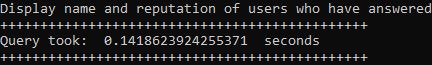 Display name and reputation of users who have answered
++++++++++++++++++++++++++++++++++++++++++++++
Query took:  0.1418623924255371  seconds
++++++++++++++++++++++++++++++++++++++++++++++